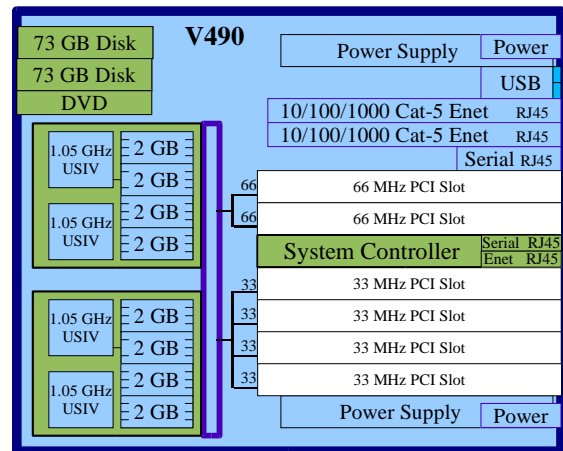 V490
73 GB Disk
73 GB Disk
DVD
Power Supply
Power
USB
10/100/1000 Cat-5 Enet RJ45
10/100/1000 Cat-5 Enet RJ45
Serial RJ45
1.05 GHz
USIV
1.05 GHz
USIV
2 GB
2 GB
2 GB
2 GB
66
66 MHz PCI Slot
66
66 MHz PCI Slot
System Controller
Serial RJ45
Enet RJ45
1.05 GHz
USIV
1.05 GHz
USIV
2 GB
2 GB
2 GB
2 GB
33
33 MHz PCI Slot
33
33 MHz PCI Slot
33
33 MHz PCI Slot
33
33 MHz PCI Slot
Power Supply
Power